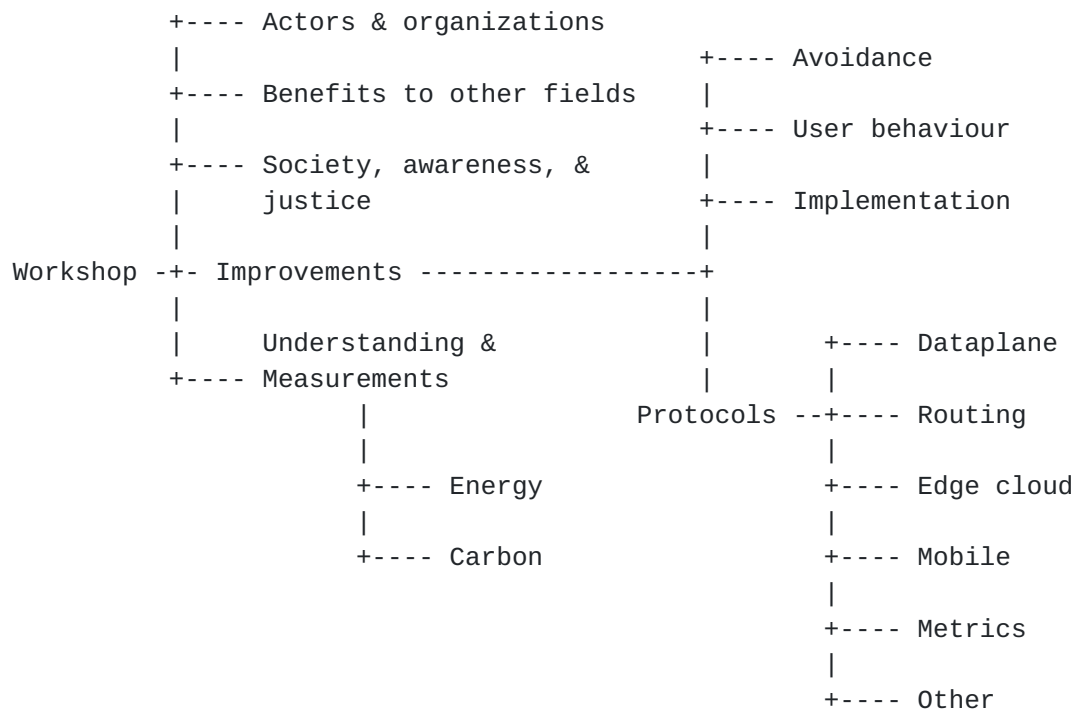 +---- Actors & organizations
| +---- Avoidance
+---- Benefits to other fields |
| +---- User behaviour
+---- Society, awareness, & |
| justice +---- Implementation
| |
Workshop -+- Improvements ------------------+
| |
| Understanding & | +---- Dataplane
+---- Measurements | |
| Protocols --+---- Routing
| |
+---- Energy +---- Edge cloud
| |
+---- Carbon +---- Mobile
|
+---- Metrics
|
+---- Other